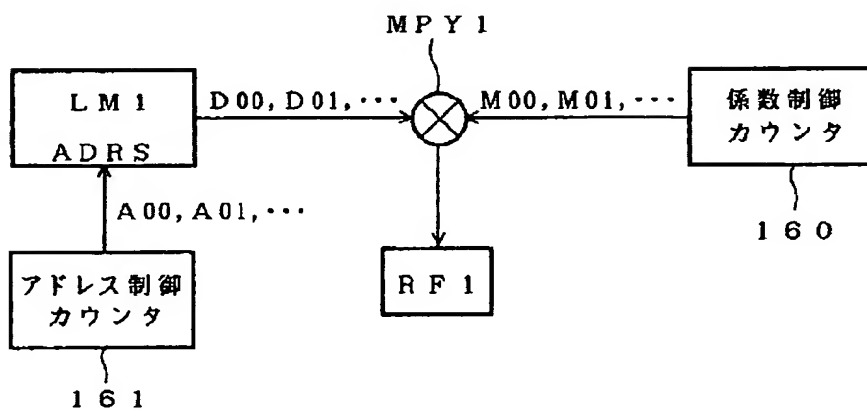 MPY1
LM1
ADRS
D00, D01, ･･･
M00, M01, ･･･
係数制御
カウンタ
A00, A01, ･･･
160
アドレス制御
カウンタ
RF1
161